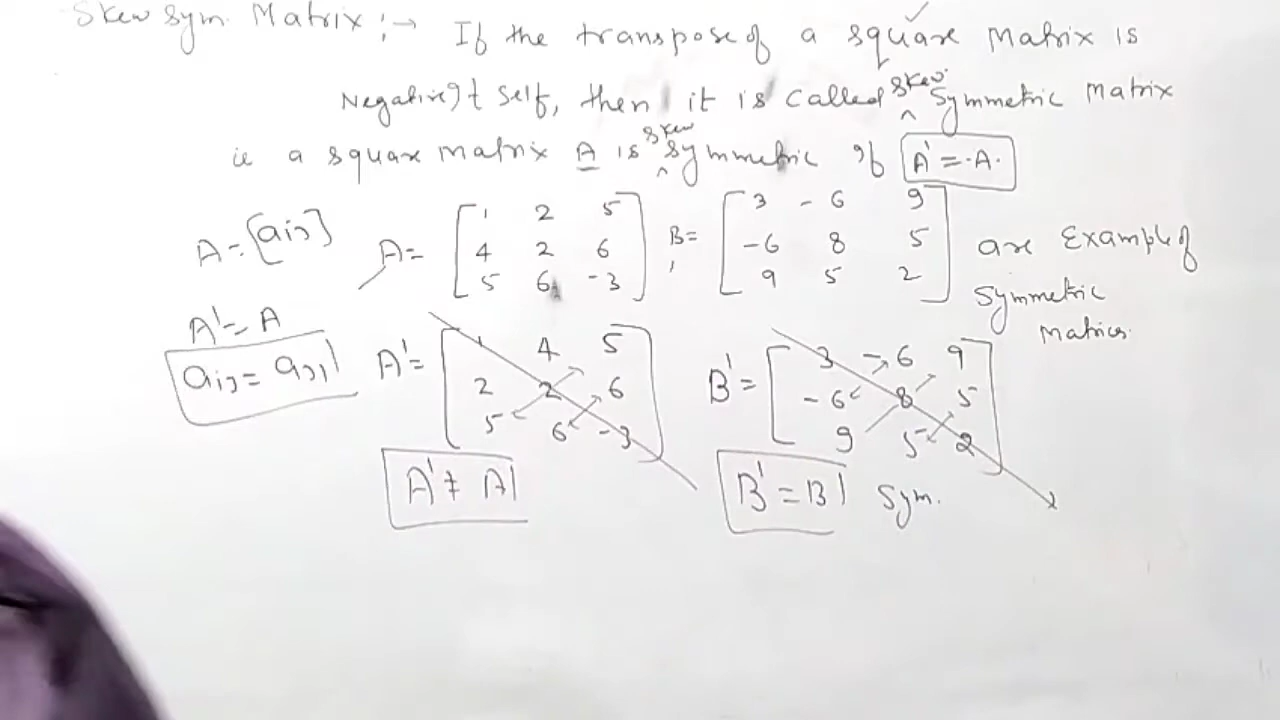 Skew Sym. Matrix :→ If the transpose of a square Matrix is
Negative It Self, then it is called Skew Symmetric Matrix
ie a square matrix A is Skew Symmetric if A' = -A.
A = [aij] A = [1 2 5 B = [3 -6 9
4 2 6 -6 8 5 are Example of
5 6 -3] 9 5 2] Symmetric
Matrices
A' = A
aij = aji
A' = [1 4 5 B' = [3 -6 9
2 2 6 -6 8 5
5 6 -3] 9 5 2]
A' ≠ A B' = B Sym.